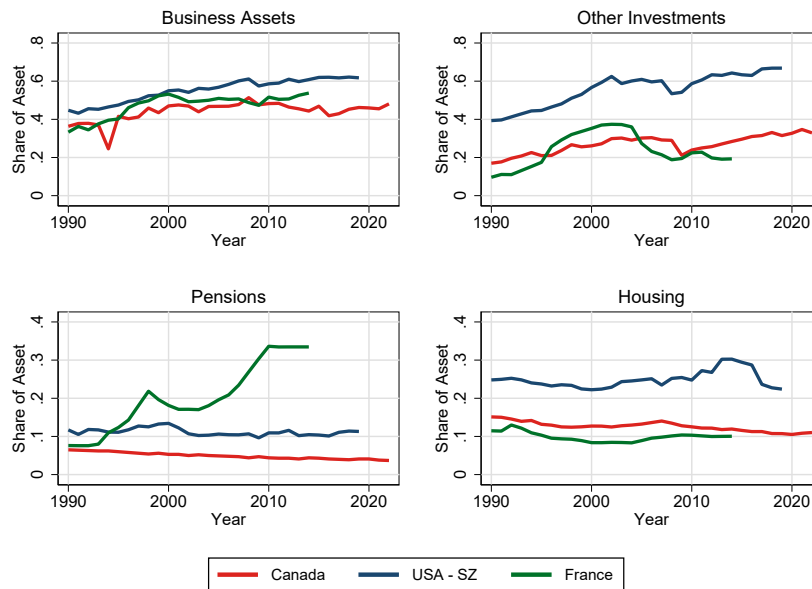 Business Assets
Share of Asset
0 .2 .4 .6 .8
1990 2000 2010 2020
Year
Other Investments
Share of Asset
0 .2 .4 .6 .8
1990 2000 2010 2020
Year
Pensions
Share of Asset
0 .1 .2 .3 .4
1990 2000 2010 2020
Year
Housing
Share of Asset
0 .1 .2 .3 .4
1990 2000 2010 2020
Year
Canada USA - SZ France